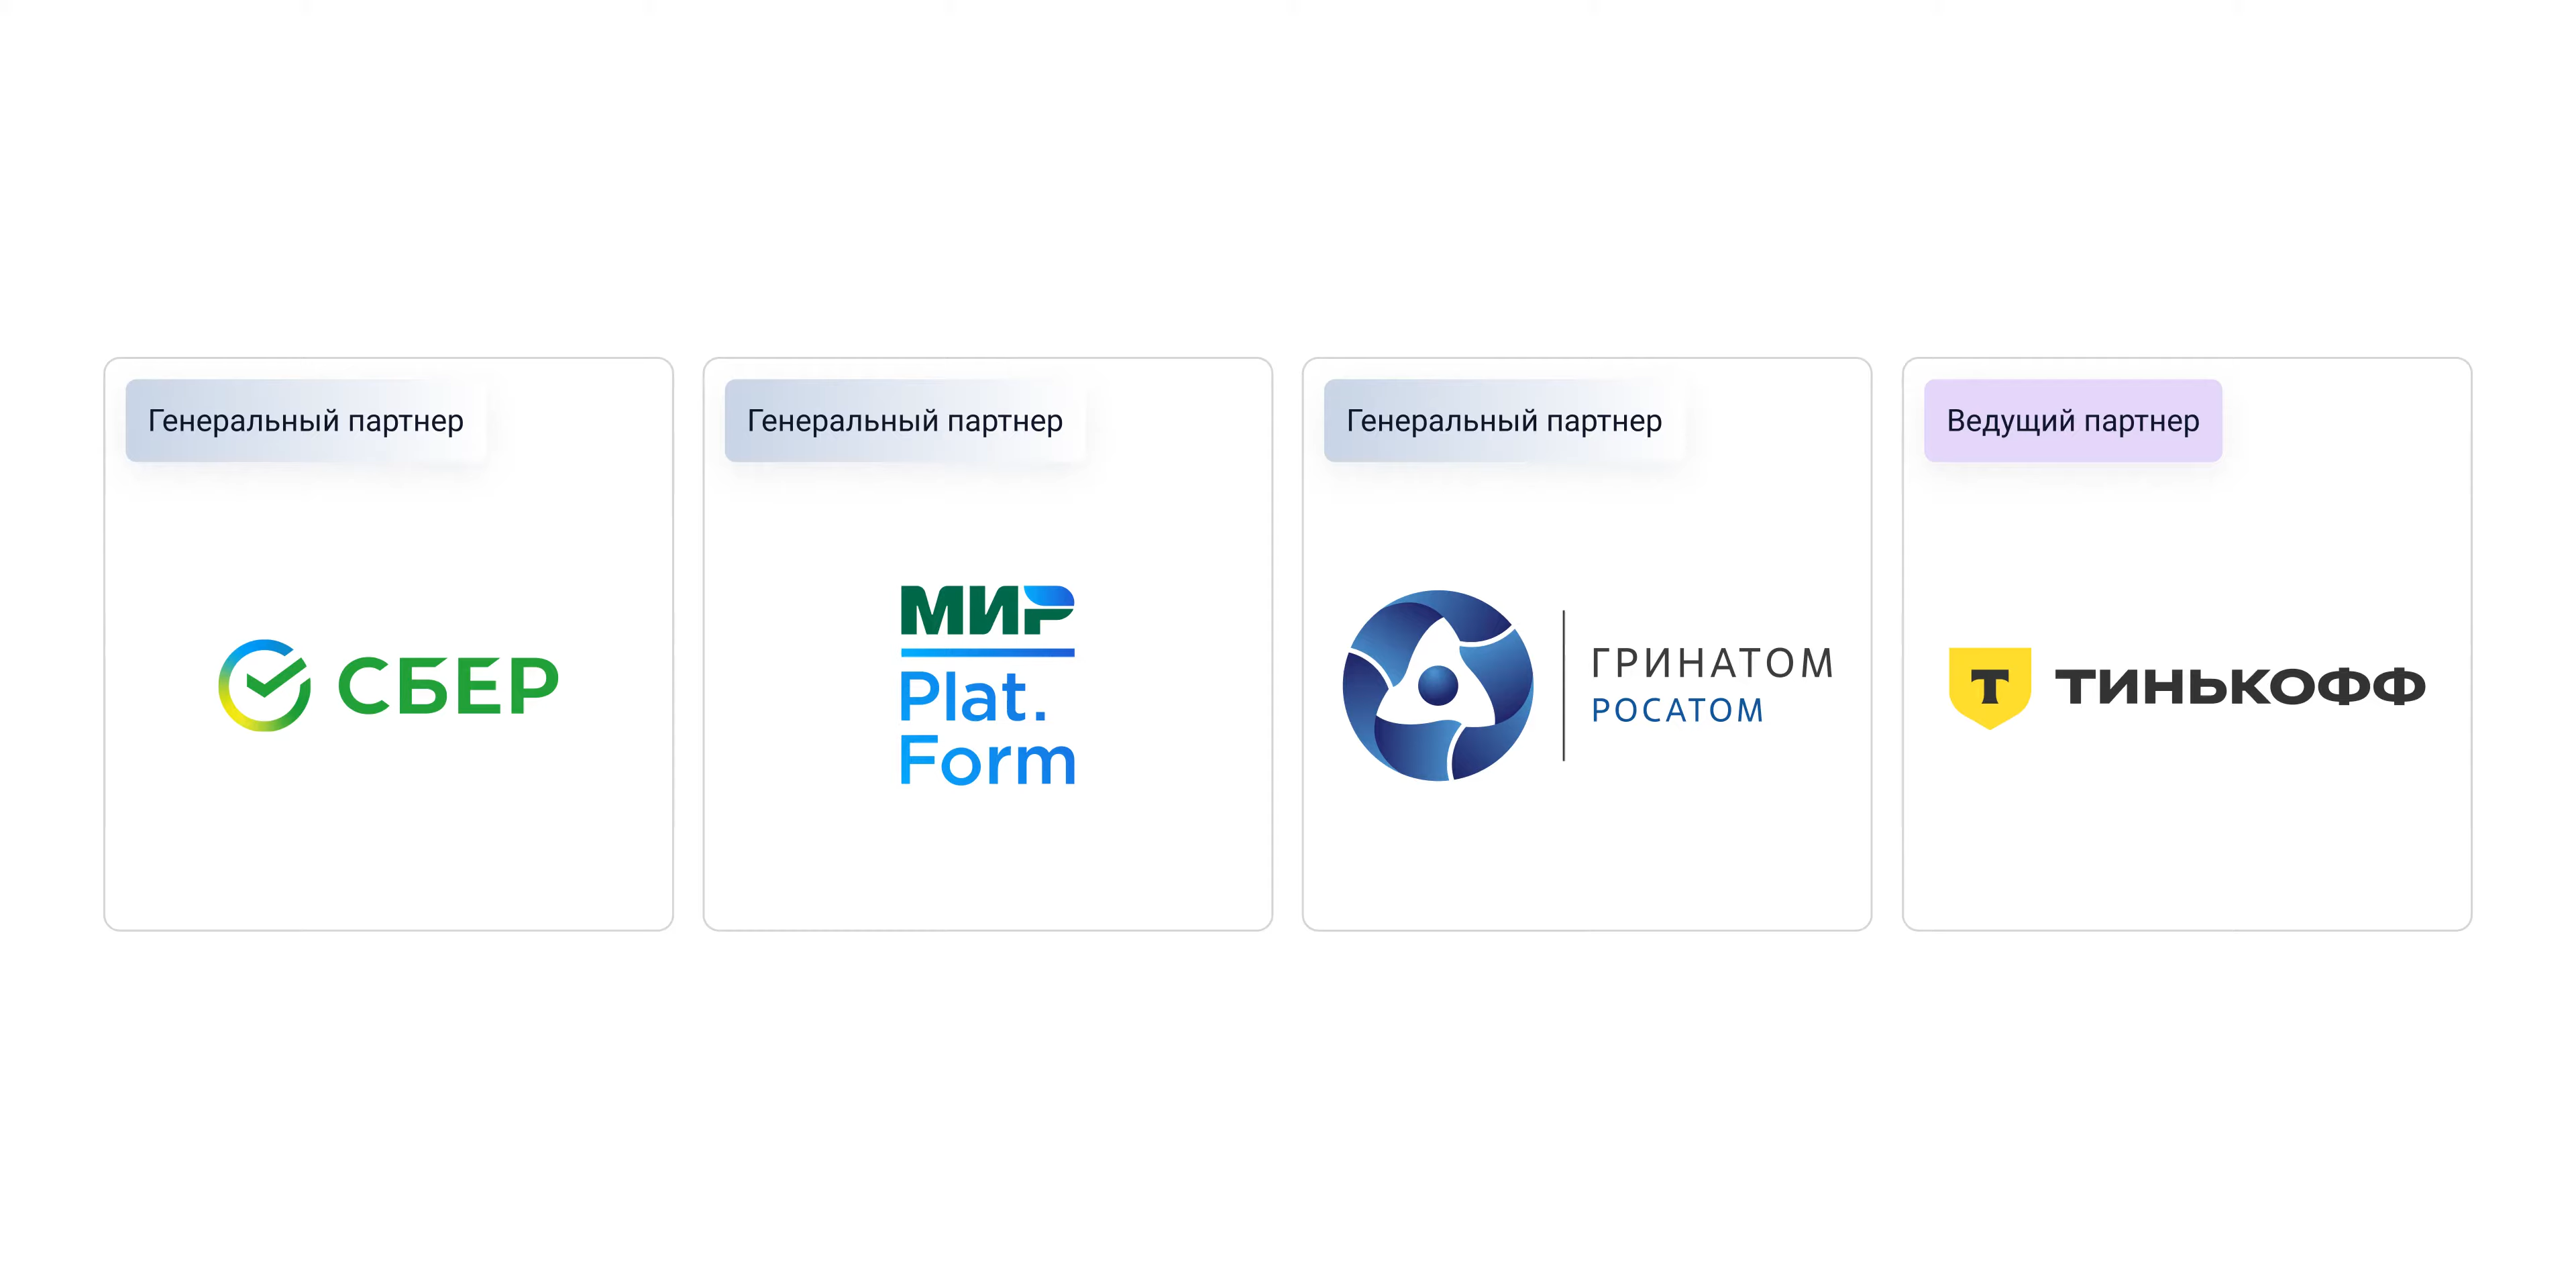 Генеральный партнер
СБЕР
Генеральный партнер
МИР
Plat.
Form
Генеральный партнер
ГРИНАТОМ
РОСАТОМ
Ведущий партнер
Т ТИНЬКОФФ